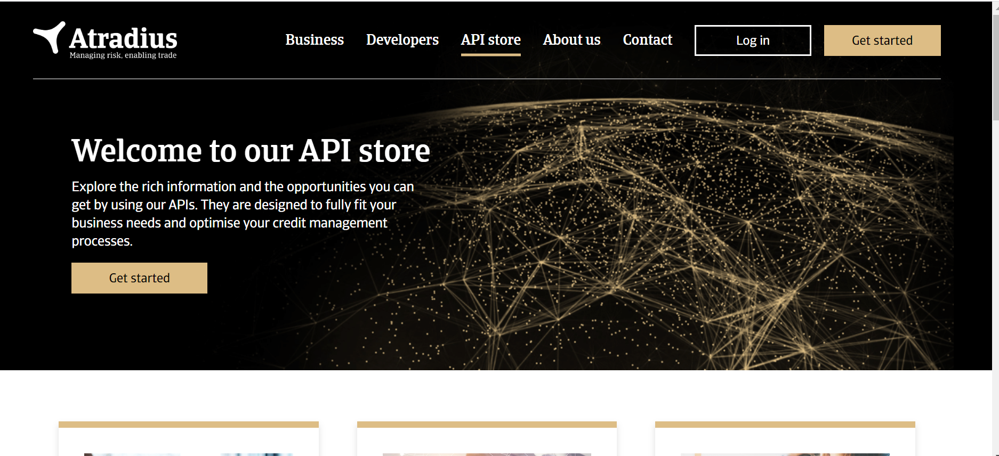 Atradius
Managing risk, enabling trade
Business
Developers
API store
About us
Contact
Log in
Get started
Welcome to our API store
Explore the rich information and the opportunities you can
get by using our APIs. They are designed to fully fit your
business needs and optimise your credit management
processes.
Get started